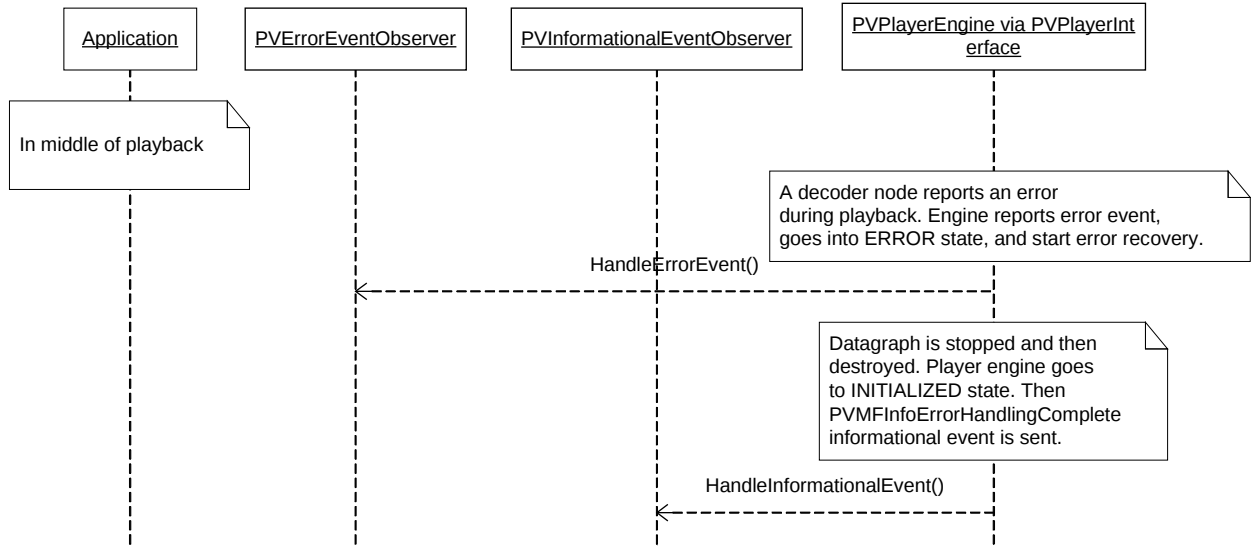 Application
PVErrorEventObserver
PVInformationalEventObserver
PVPlayerEngine via PVPlayerInt
erface
In middle of playback
A decoder node reports an error
during playback. Engine reports error event,
goes into ERROR state, and start error recovery.
HandleErrorEvent()
Datagraph is stopped and then
destroyed. Player engine goes
to INITIALIZED state. Then
PVMFInfoErrorHandlingComplete
informational event is sent.
HandleInformationalEvent()